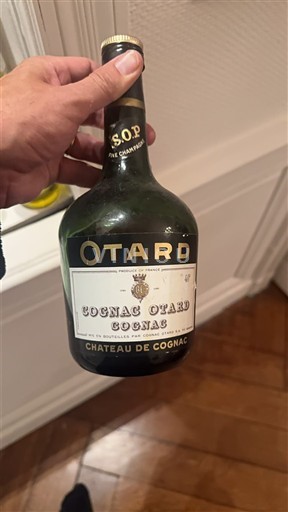 V.S.O.P
FINE CHAMPAGNE
OTARD
PRODUCE OF FRANCE
COGNAC OTARD
COGNAC
CHATEAU DE COGNAC